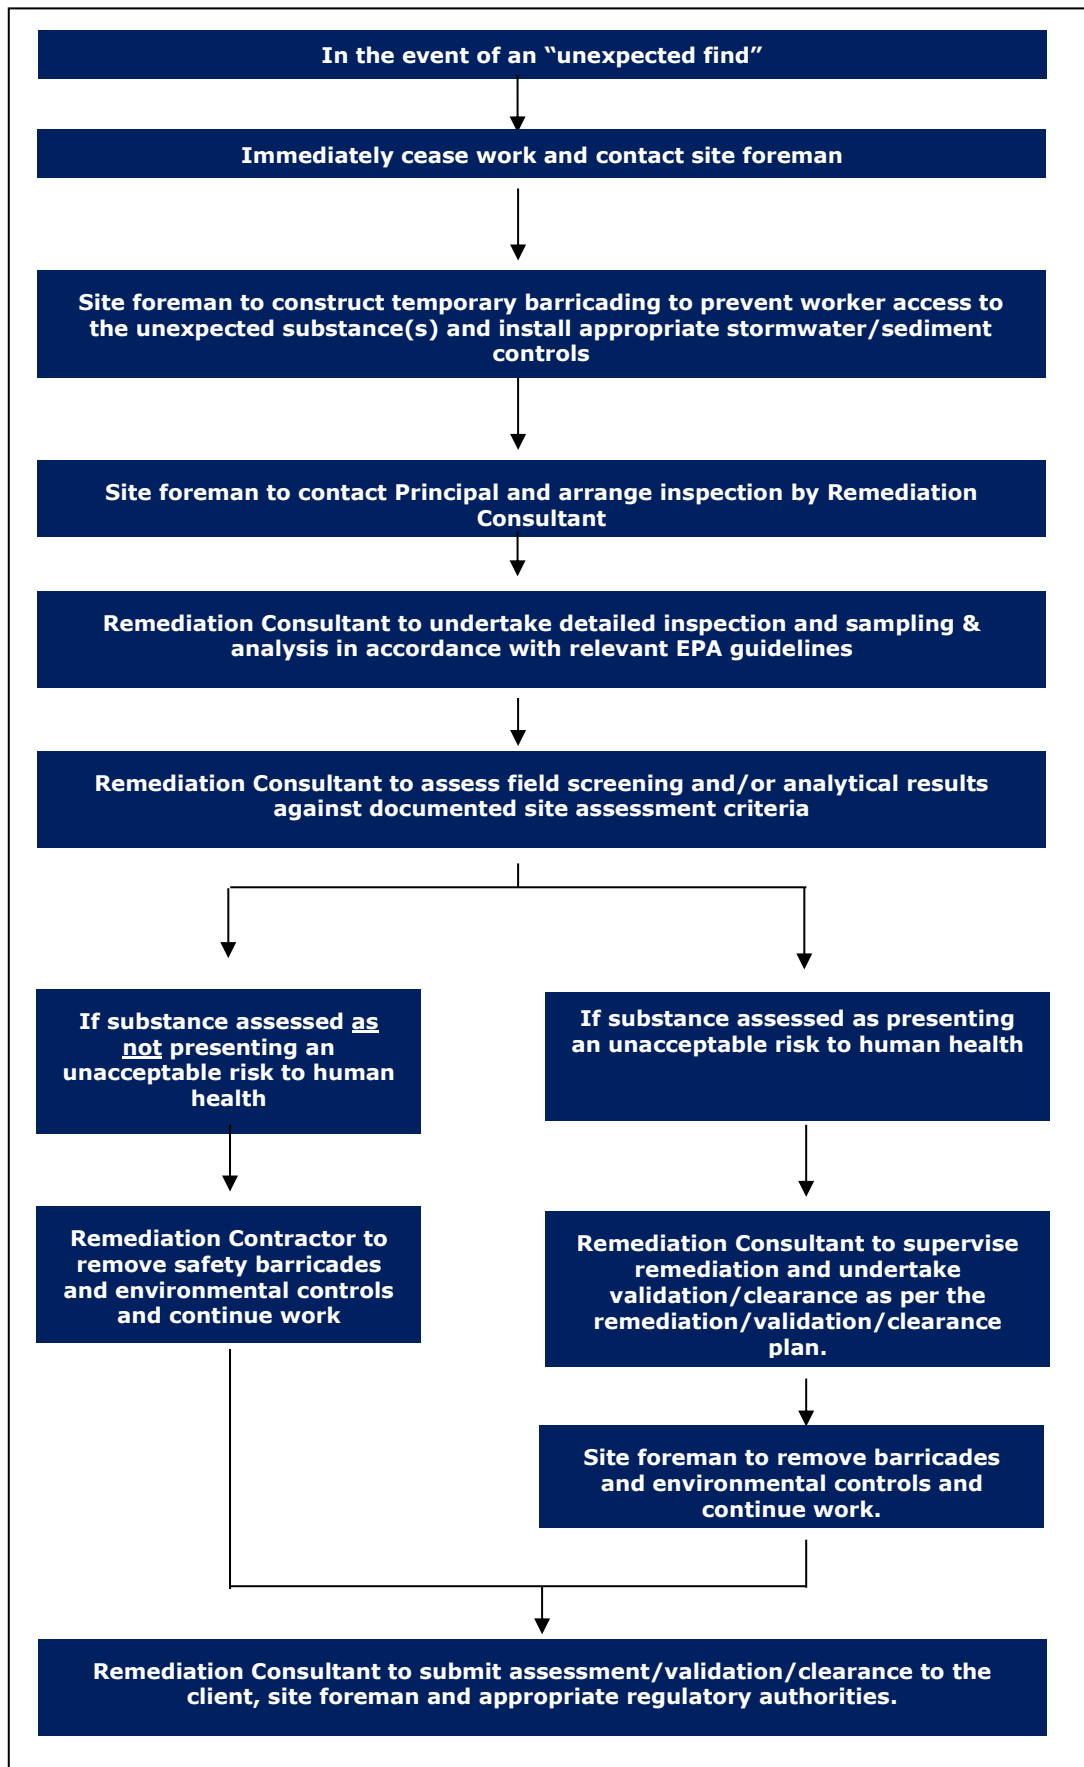 In the event of an “unexpected find”
Immediately cease work and contact site foreman
Site foreman to construct temporary barricading to prevent worker access to
the unexpected substance(s) and install appropriate stormwater/sediment
controls
Site foreman to contact Principal and arrange inspection by Remediation
Consultant
Remediation Consultant to undertake detailed inspection and sampling &
analysis in accordance with relevant EPA guidelines
Remediation Consultant to assess field screening and/or analytical results
against documented site assessment criteria
If substance assessed as
not presenting an
unacceptable risk to human
health
If substance assessed as presenting
an unacceptable risk to human health
Remediation Contractor to
remove safety barricades
and environmental controls
and continue work
Remediation Consultant to supervise
remediation and undertake
validation/clearance as per the
remediation/validation/clearance
plan.
Site foreman to remove barricades
and environmental controls and
continue work.
Remediation Consultant to submit assessment/validation/clearance to the
client, site foreman and appropriate regulatory authorities.